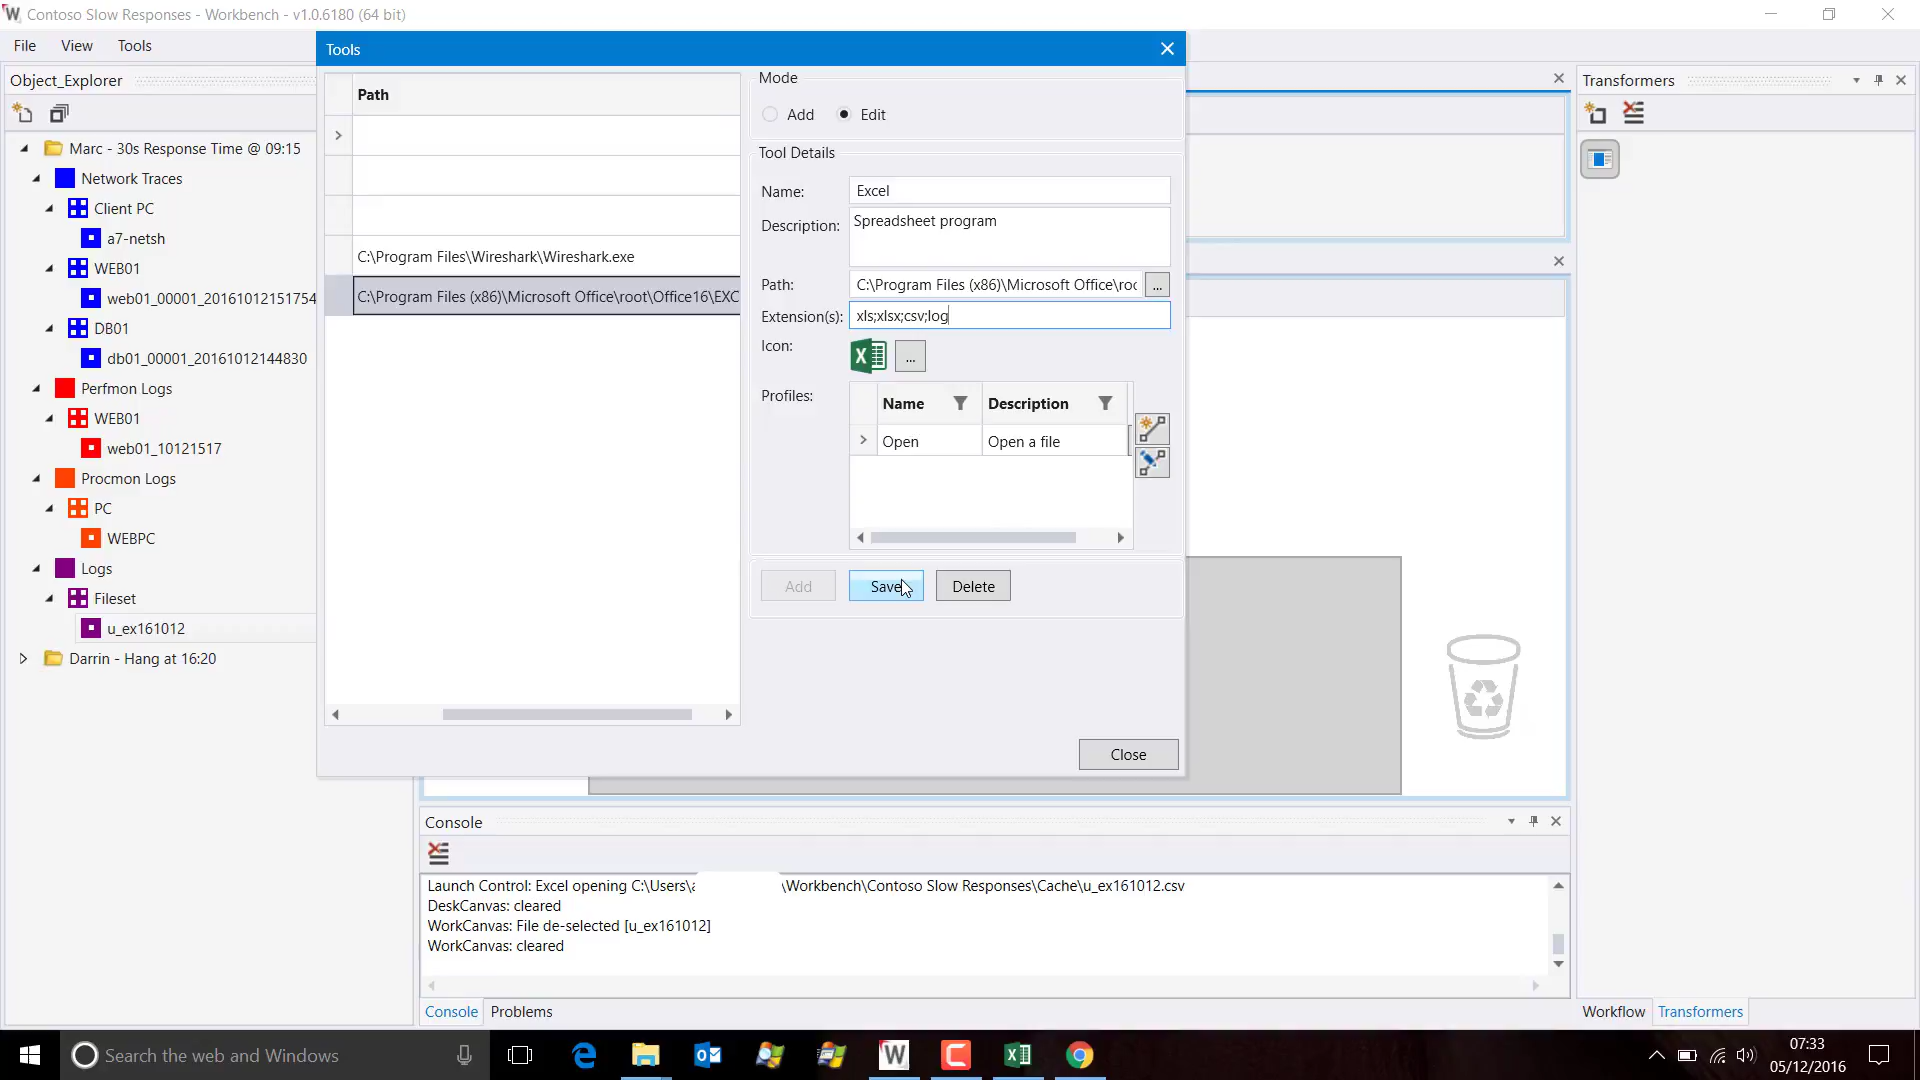 Contoso Slow Responses - Workbench - v1.0.6180 (64 bit)
File View Tools
Object_Explorer
Marc - 30s Response Time @ 09:15
Network Traces
Client PC
a7-netsh
WEB01
web01_00001_20161012151754
DB01
db01_00001_20161012144830
Perfmon Logs
WEB01
web01_10121517
Procmon Logs
PC
WEBPC
Logs
Fileset
u_ex161012
Darrin - Hang at 16:20
Tools
Path
C:\Program Files\Wireshark\Wireshark.exe
C:\Program Files (x86)\Microsoft Office\root\Office16\EXC
Mode
Add Edit
Tool Details
Name: Excel
Description: Spreadsheet program
Path: C:\Program Files (x86)\Microsoft Office\roo ...
Extension(s): xls;xlsx;csv;log
Icon: ...
Profiles:
Name Description
Open Open a file
Add Save Delete
Close
Transformers
Console
Launch Control: Excel opening C:\Users\a \Workbench\Contoso Slow Responses\Cache\u_ex161012.csv
DeskCanvas: cleared
WorkCanvas: File de-selected [u_ex161012]
WorkCanvas: cleared
Console Problems
Workflow Transformers
Search the web and Windows
07:33
05/12/2016